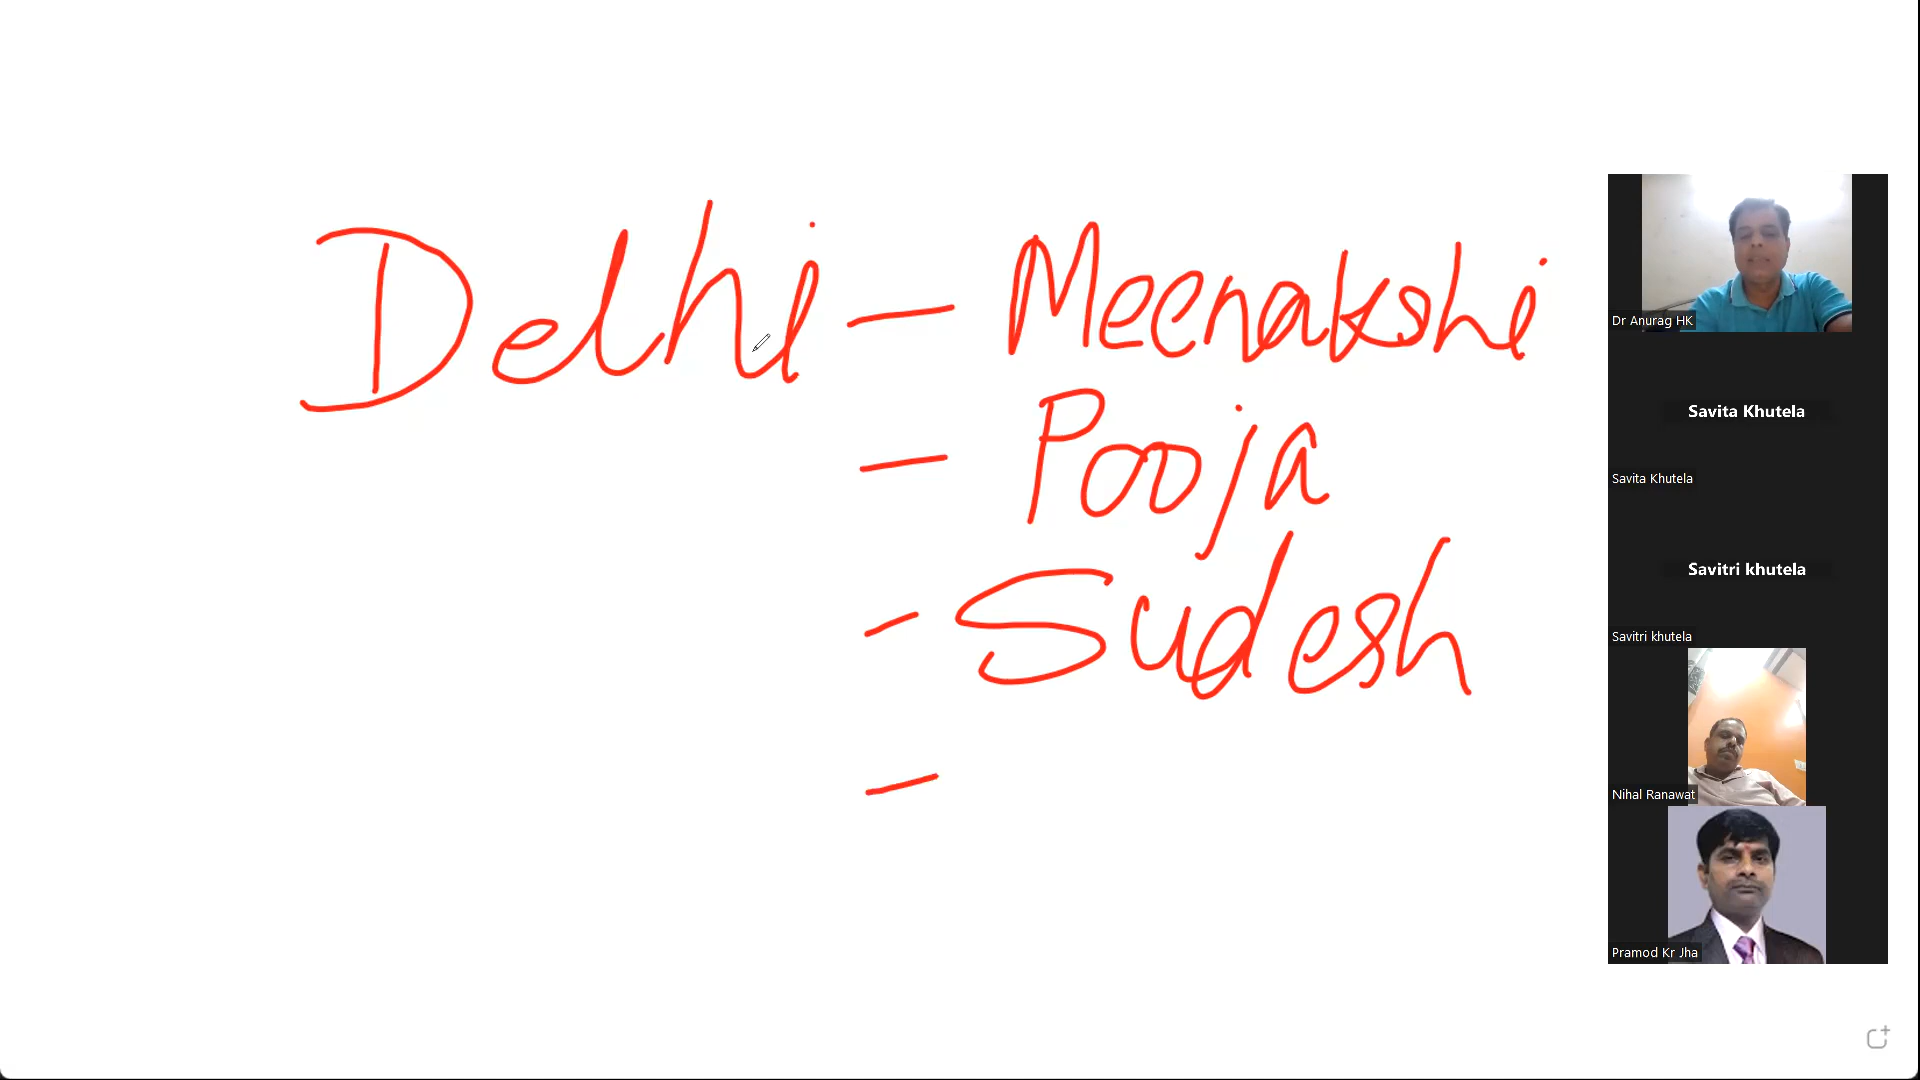 Delhi — Meenakshi
— Pooja
- Sudesh
-
Dr Anurag HK
Savita Khutela
Savita Khutela
Savitri khutela
Savitri khutela
Nihal Ranawat
Pramod Kr Jha